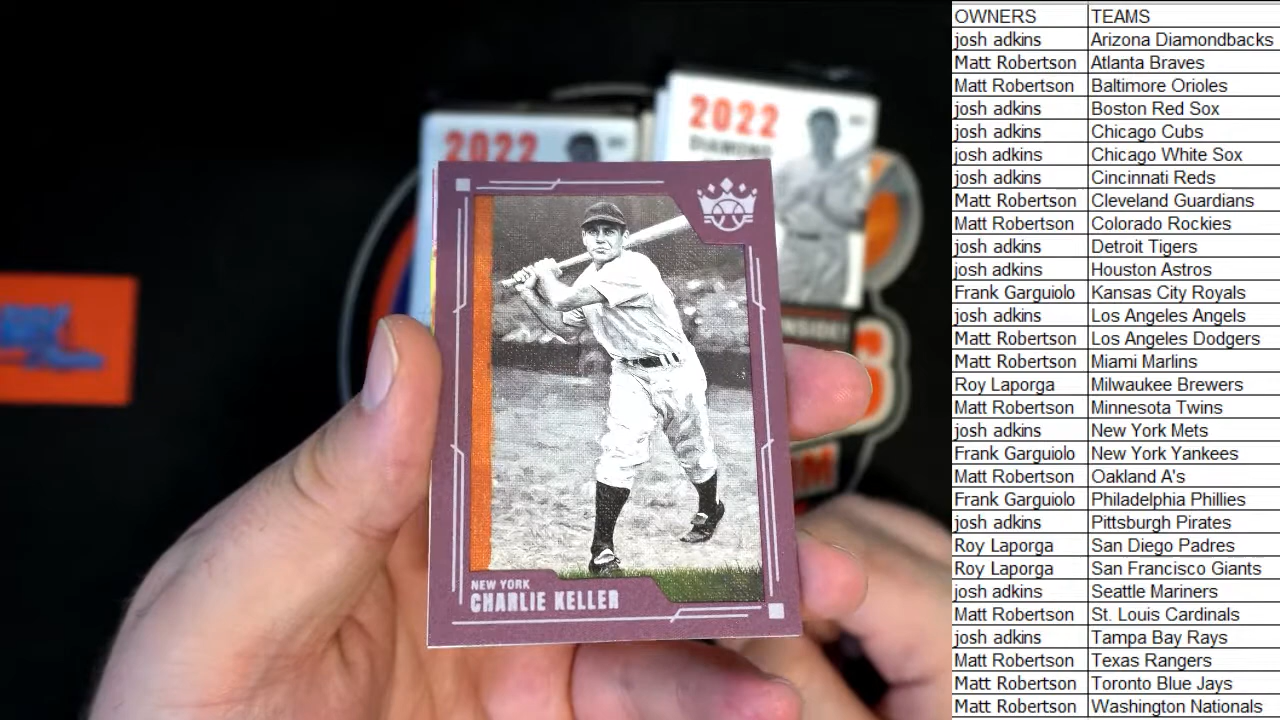 2022
2022
DIAMOND
INSIDE!
NEW YORK
CHARLIE KELLER
OWNERS TEAMS
josh adkins Arizona Diamondbacks
Matt Robertson Atlanta Braves
Matt Robertson Baltimore Orioles
josh adkins Boston Red Sox
josh adkins Chicago Cubs
josh adkins Chicago White Sox
josh adkins Cincinnati Reds
Matt Robertson Cleveland Guardians
Matt Robertson Colorado Rockies
josh adkins Detroit Tigers
josh adkins Houston Astros
Frank Garguiolo Kansas City Royals
josh adkins Los Angeles Angels
Matt Robertson Los Angeles Dodgers
Matt Robertson Miami Marlins
Roy Laporga Milwaukee Brewers
Matt Robertson Minnesota Twins
josh adkins New York Mets
Frank Garguiolo New York Yankees
Matt Robertson Oakland A's
Frank Garguiolo Philadelphia Phillies
josh adkins Pittsburgh Pirates
Roy Laporga San Diego Padres
Roy Laporga San Francisco Giants
josh adkins Seattle Mariners
Matt Robertson St. Louis Cardinals
josh adkins Tampa Bay Rays
Matt Robertson Texas Rangers
Matt Robertson Toronto Blue Jays
Matt Robertson Washington Nationals